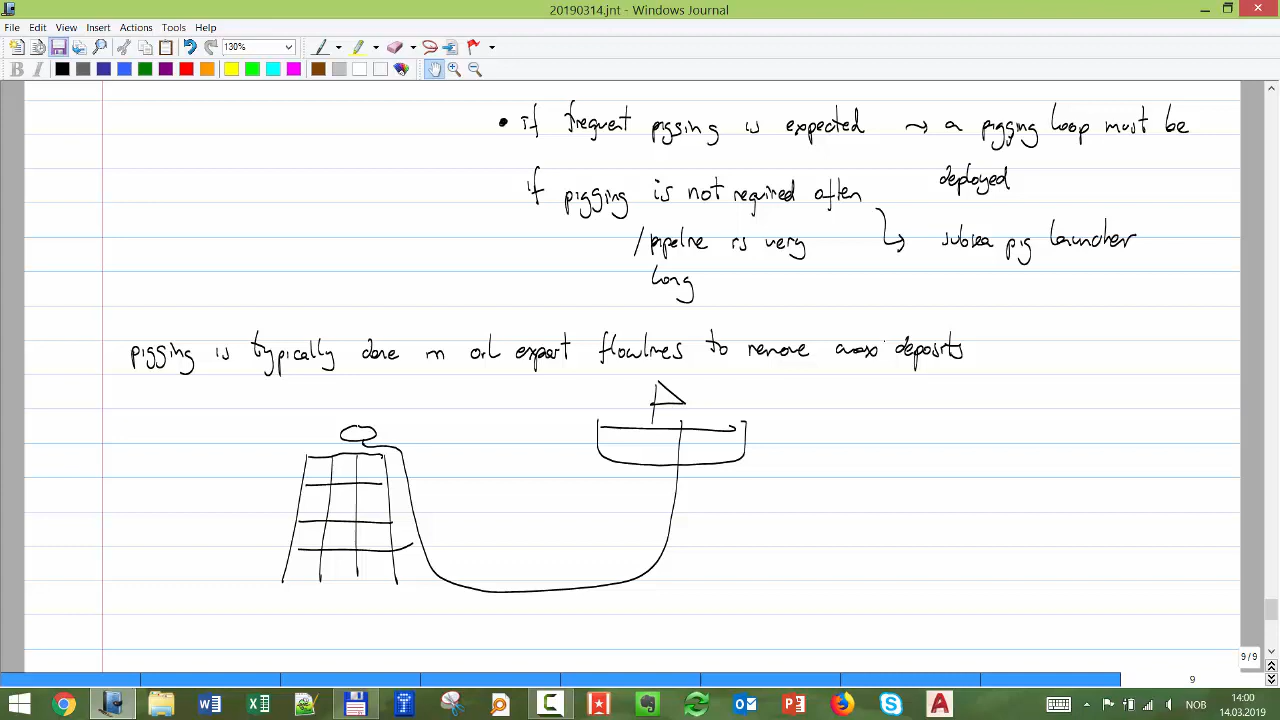 20190314.jnt - Windows Journal
File Edit View Insert Actions Tools Help
130%
• if frequent pigging is expected → a pigging loop must be
deployed
if pigging is not required often
/pipeline is very
long
subsea pig launcher
pigging is typically done in oil export flowlines to remove wax deposits
9/9
9
NOB
14:00
14.03.2019